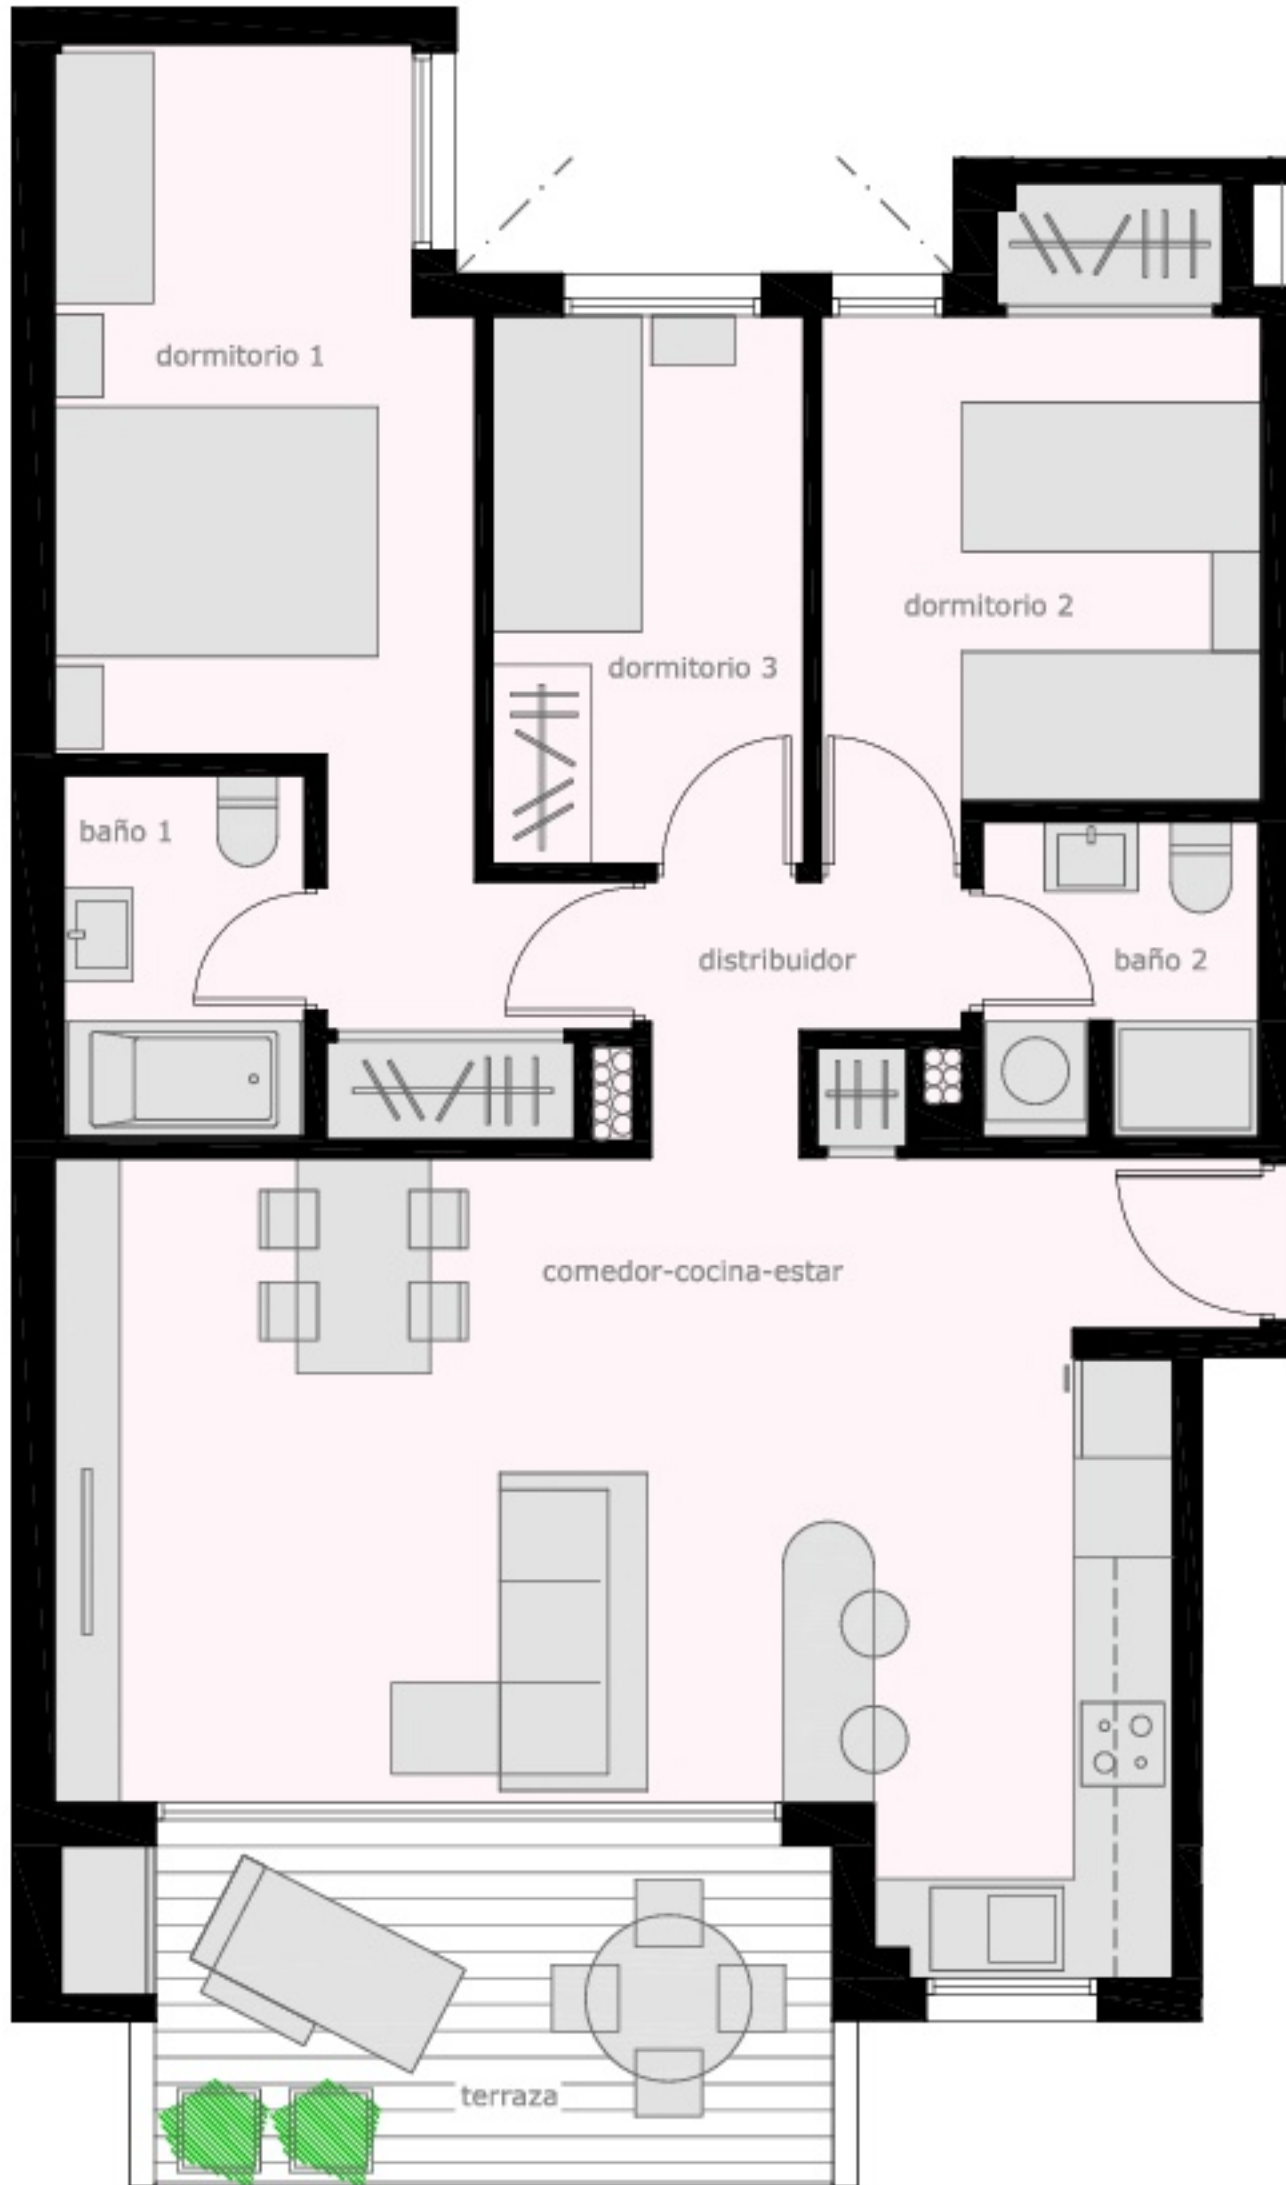 dormitorio 1
dormitorio 2
dormitorio 3
baño 1
distribuidor
baño 2
comedor-cocina-estar
terraza